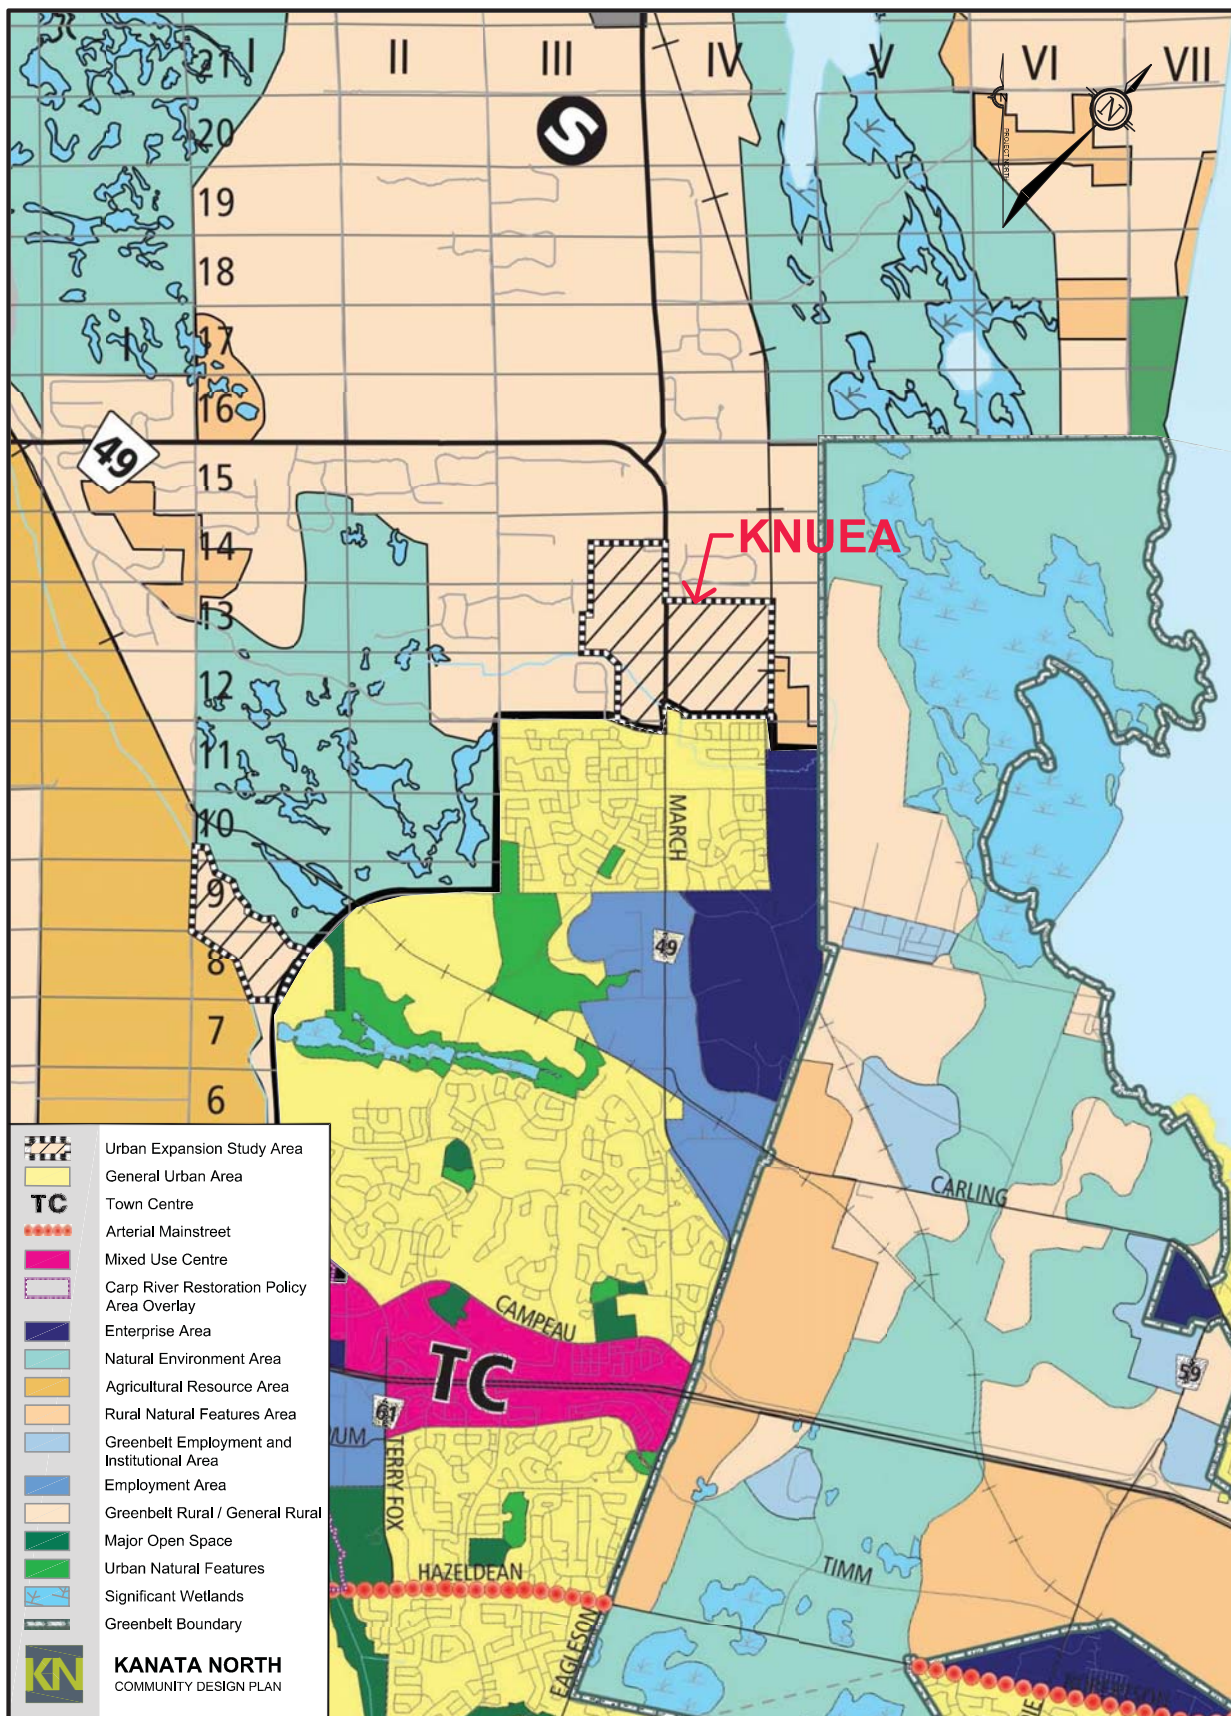 I
II
III
IV
V
VI
VII
21
20
S
N
PROJECT NORTH
19
18
I
17
16
49
15
14
KNUEA
13
12
11
10
MARCH
9
49
8
7
6
CARLING
CAMPEAU
TC
59
61
TERRY FOX
TIMM
HAZELDEAN
EAGLESON
Urban Expansion Study Area
General Urban Area
TC
Town Centre
Arterial Mainstreet
Mixed Use Centre
Carp River Restoration Policy
Area Overlay
Enterprise Area
Natural Environment Area
Agricultural Resource Area
Rural Natural Features Area
Greenbelt Employment and
Institutional Area
Employment Area
Greenbelt Rural / General Rural
Major Open Space
Urban Natural Features
Significant Wetlands
Greenbelt Boundary
KN
KANATA NORTH
COMMUNITY DESIGN PLAN